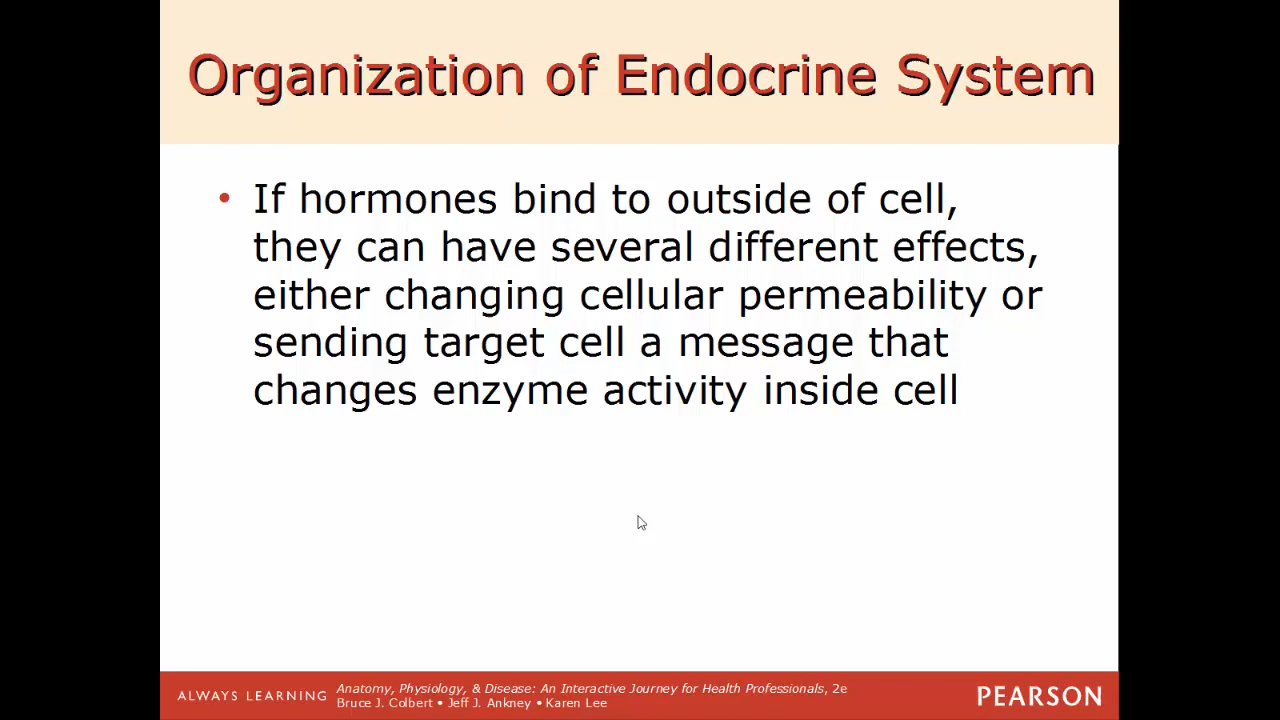 Organization of Endocrine System
• If hormones bind to outside of cell,
they can have several different effects,
either changing cellular permeability or
sending target cell a message that
changes enzyme activity inside cell
ALWAYS LEARNING
Anatomy, Physiology, & Disease: An Interactive Journey for Health Professionals, 2e
Bruce J. Colbert • Jeff J. Ankney • Karen Lee
PEARSON